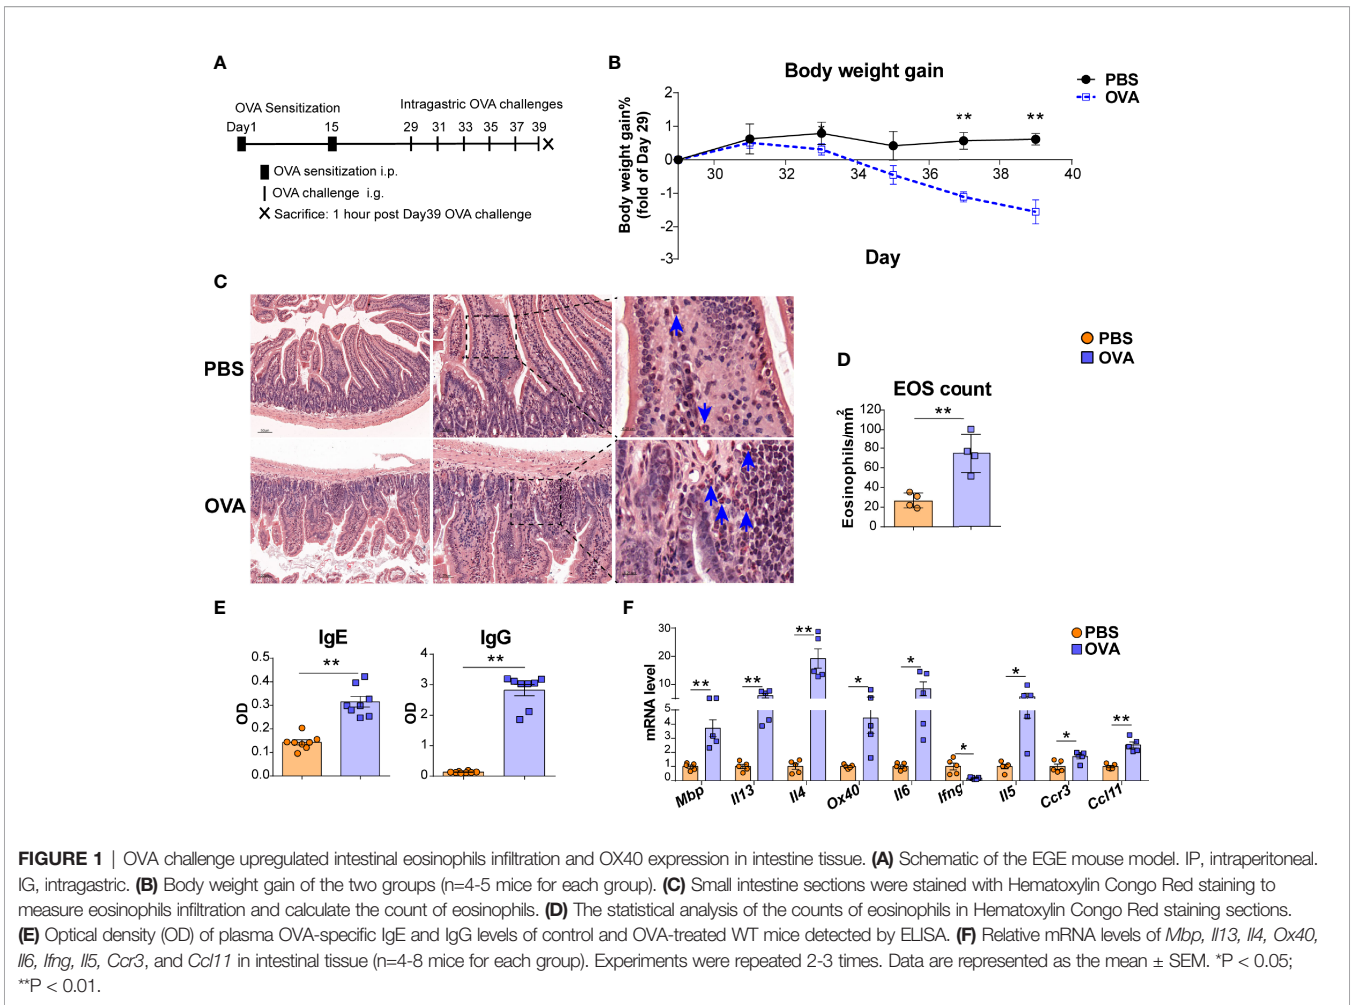 A
OVA Sensitization
Intragastric OVA challenges
Day1 15 29 31 33 35 37 39
OVA sensitization i.p.
OVA challenge i.g.
Sacrifice: 1 hour post Day39 OVA challenge
B
Body weight gain
PBS
OVA
Body weight gain%
(fold of Day 29)
2
1
0
-1
-2
-3
30 32 34 36 38 40
** **
Day
C
PBS
OVA
PBS
OVA
D
EOS count
Eosinophils/mm2
120
100
80
60
40
20
0
**
E
IgE
OD
0.5
0.4
0.3
0.2
0.1
0.0
**
IgG
OD
4
3
2
1
0
**
F
PBS
OVA
mRNA level
30
20
10
5
4
3
2
1
0
** ** ** * * * * * **
Mbp Il13 Il4 Ox40 Il6 Ifng Il5 Ccr3 Ccl11
FIGURE 1 | OVA challenge upregulated intestinal eosinophils infiltration and OX40 expression in intestine tissue. (A) Schematic of the EGE mouse model. IP, intraperitoneal.
IG, intragastric. (B) Body weight gain of the two groups (n=4-5 mice for each group). (C) Small intestine sections were stained with Hematoxylin Congo Red staining to
measure eosinophils infiltration and calculate the count of eosinophils. (D) The statistical analysis of the counts of eosinophils in Hematoxylin Congo Red staining sections.
(E) Optical density (OD) of plasma OVA-specific IgE and IgG levels of control and OVA-treated WT mice detected by ELISA. (F) Relative mRNA levels of Mbp, Il13, Il4, Ox40,
Il6, Ifng, Il5, Ccr3, and Ccl11 in intestinal tissue (n=4-8 mice for each group). Experiments were repeated 2-3 times. Data are represented as the mean ± SEM. *P < 0.05;
**P < 0.01.